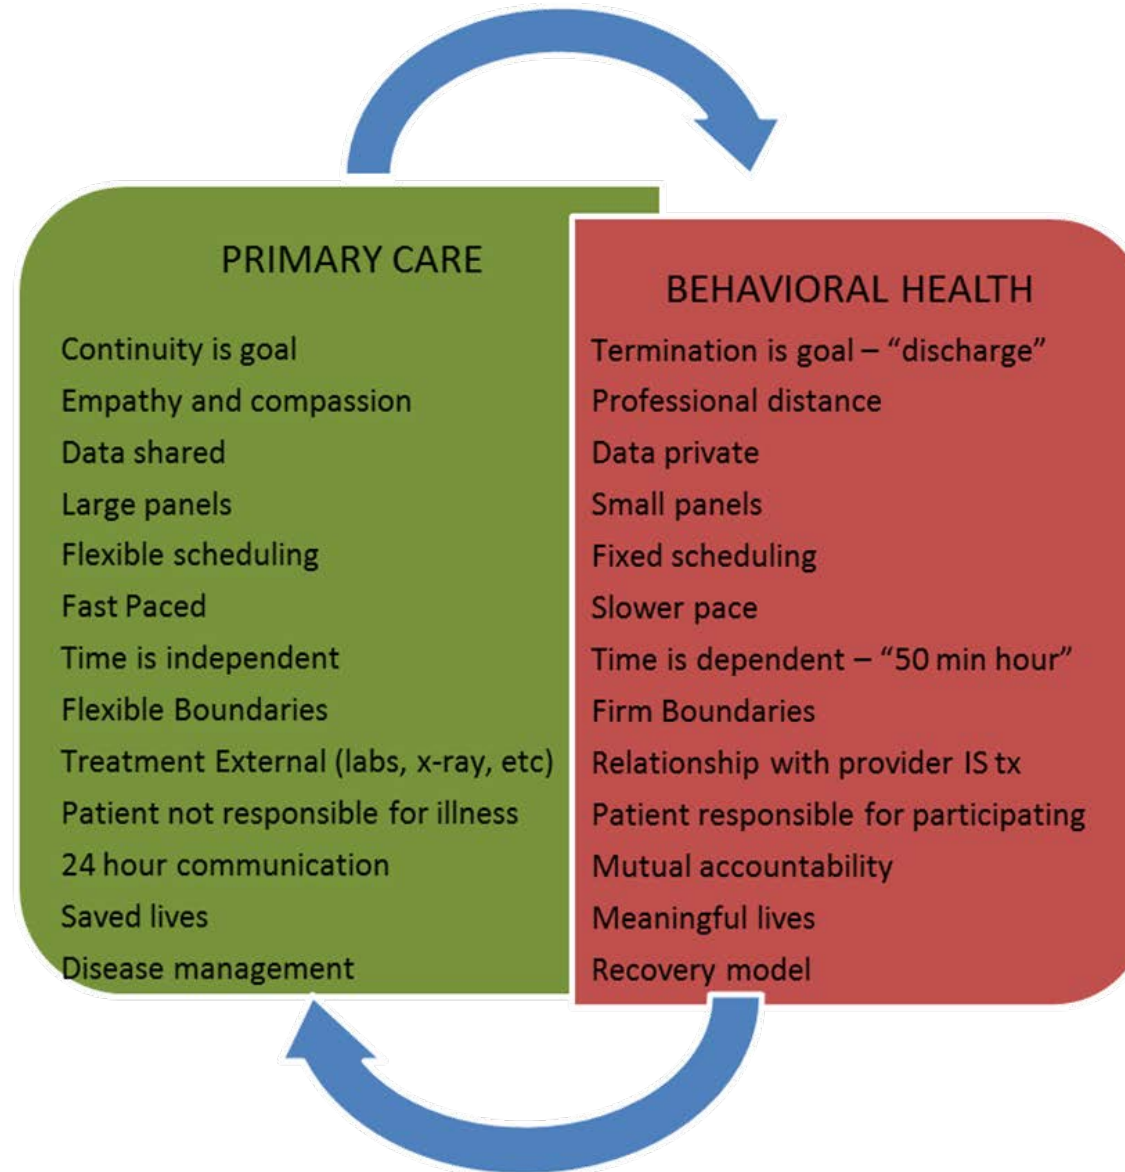 PRIMARY CARE
Continuity is goal
Empathy and compassion
Data shared
Large panels
Flexible scheduling
Fast Paced
Time is independent
Flexible Boundaries
Treatment External (labs, x-ray, etc)
Patient not responsible for illness
24 hour communication
Saved lives
Disease management
BEHAVIORAL HEALTH
Termination is goal – “discharge”
Professional distance
Data private
Small panels
Fixed scheduling
Slower pace
Time is dependent – “50 min hour”
Firm Boundaries
Relationship with provider IS tx
Patient responsible for participating
Mutual accountability
Meaningful lives
Recovery model